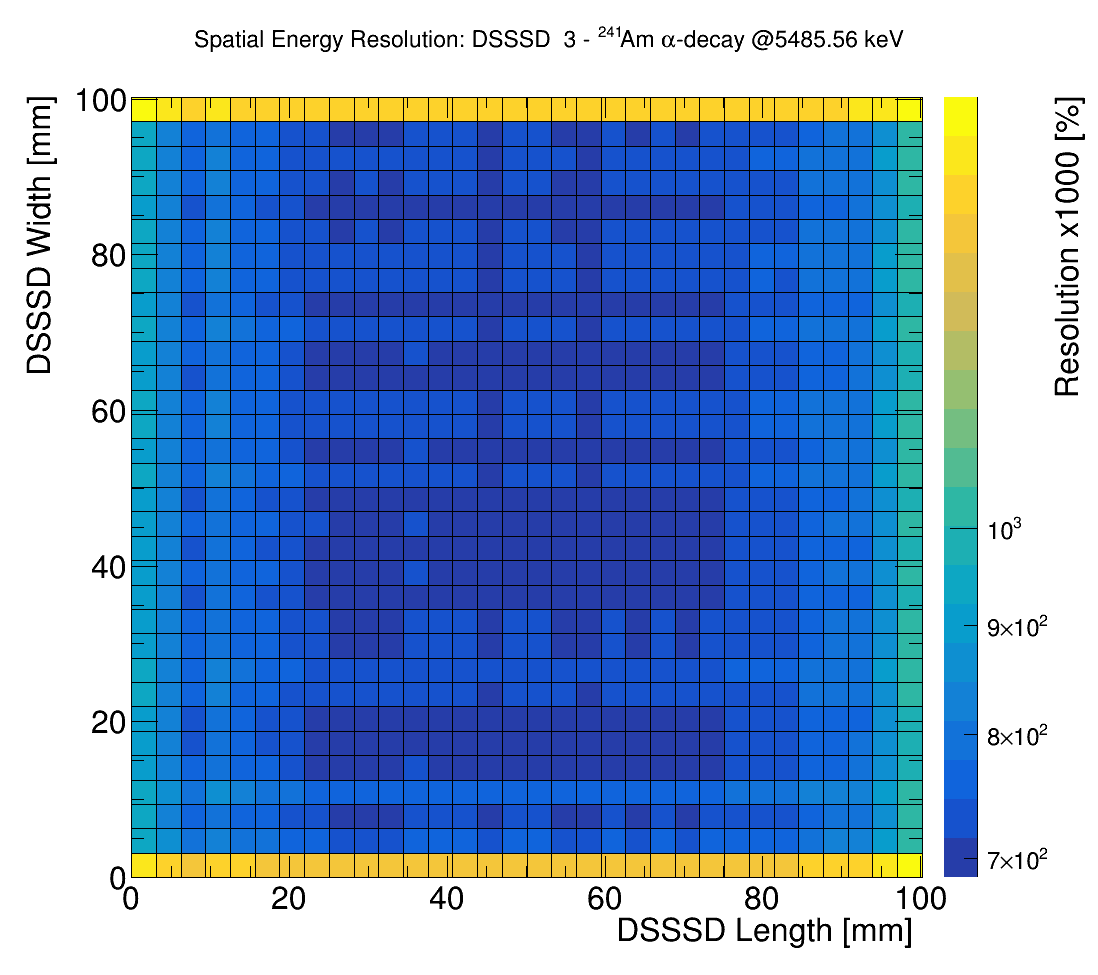 Spatial Energy Resolution: DSSSD  3 - ²⁴¹Am α-decay @5485.56 keV
DSSSD Width [mm]
100
80
60
40
20
0
0 20 40 60 80 100
DSSSD Length [mm]
10³
9×10²
8×10²
7×10²
Resolution x1000 [%]